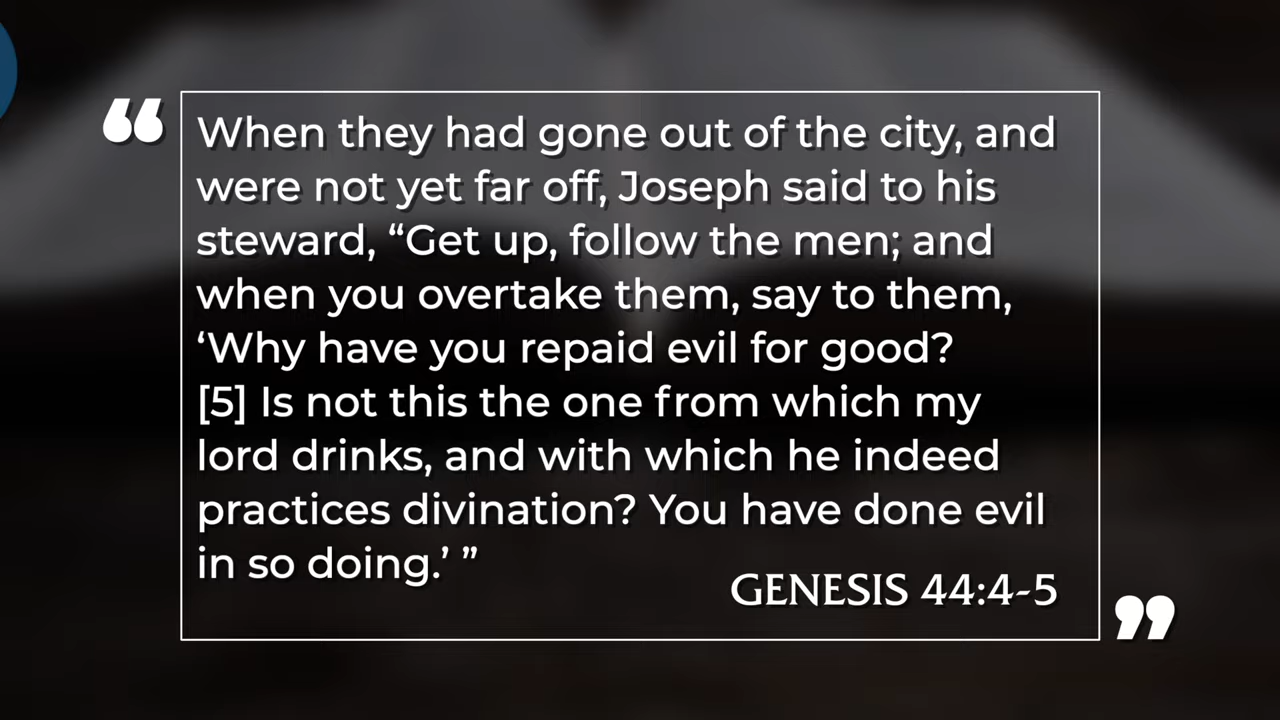 “
When they had gone out of the city, and
were not yet far off, Joseph said to his
steward, “Get up, follow the men; and
when you overtake them, say to them,
‘Why have you repaid evil for good?
[5] Is not this the one from which my
lord drinks, and with which he indeed
practices divination? You have done evil
in so doing.’ ”
GENESIS 44:4-5
”